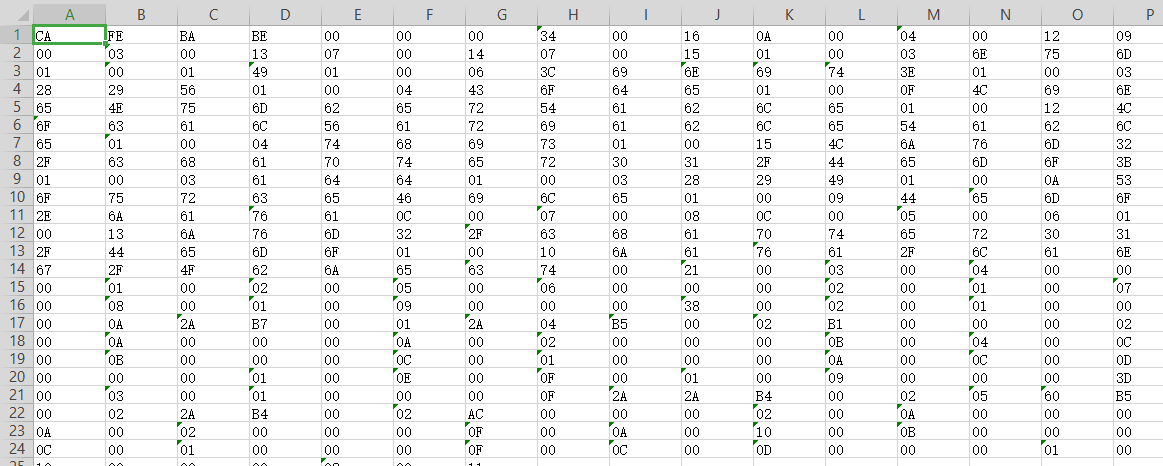 A B C D E F G H I J K L M N O P
1 CA FE BA BE 00 00 00 34 00 16 0A 00 04 00 12 09
2 00 03 00 13 07 00 14 07 00 15 01 00 03 6E 75 6D
3 01 00 01 49 01 00 06 3C 69 6E 69 74 3E 01 00 03
4 28 29 56 01 00 04 43 6F 64 65 01 00 0F 4C 69 6E
5 65 4E 75 6D 62 65 72 54 61 62 6C 65 01 00 12 4C
6 6F 63 61 6C 56 61 72 69 61 62 6C 65 54 61 62 6C
7 65 01 00 04 74 68 69 73 01 00 15 4C 6A 76 6D 32
8 2F 63 68 61 70 74 65 72 30 31 2F 44 65 6D 6F 3B
9 01 00 03 61 64 64 01 00 03 28 29 49 01 00 0A 53
10 6F 75 72 63 65 46 69 6C 65 01 00 09 44 65 6D 6F
11 2E 6A 61 76 61 0C 00 07 00 08 0C 00 05 00 06 01
12 00 13 6A 76 6D 32 2F 63 68 61 70 74 65 72 30 31
13 2F 44 65 6D 6F 01 00 10 6A 61 76 61 2F 6C 61 6E
14 67 2F 4F 62 6A 65 63 74 00 21 00 03 00 04 00 00
15 00 01 00 02 00 05 00 06 00 00 00 02 00 01 00 07
16 00 08 00 01 00 09 00 00 00 38 00 02 00 01 00 00
17 00 0A 2A B7 00 01 2A 04 B5 00 02 B1 00 00 00 02
18 00 0A 00 00 00 0A 00 02 00 00 00 0B 00 04 00 0C
19 00 0B 00 00 00 0C 00 01 00 00 00 0A 00 0C 00 0D
20 00 00 00 01 00 0E 00 0F 00 01 00 09 00 00 00 3D
21 00 03 00 01 00 00 00 0F 2A 2A B4 00 02 05 60 B5
22 00 02 2A B4 00 02 AC 00 00 00 02 00 0A 00 00 00
23 0A 00 02 00 00 00 0F 00 0A 00 10 00 0B 00 00 00
24 0C 00 01 00 00 00 0F 00 0C 00 0D 00 00 00 01 00